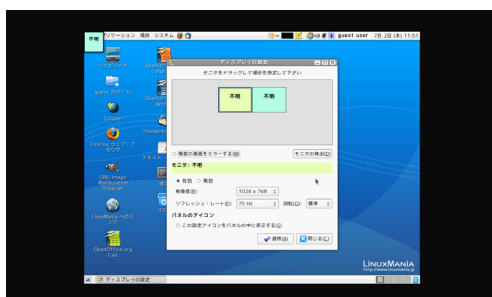 不明
アプリケーション 場所 システム
guest user 7月 2日 (木) 11:51
コンピュータ
guest のホーム
Eclipse
Firefox ウェブ・ブラウザ
GNU Image Manipulation Program
LinuxMania へのリンク
OpenOffice.org Calc
ディスプレイの設定
モニタをドラッグして場所を指定して下さい
不明 不明
複数の画面をミラーする(M) モニタの検出(D)
モニタ: 不明
有効 無効
解像度(R): 1024 x 768
リフレッシュ・レート(E): 75 Hz 回転(O): 標準
パネルのアイコン
この設定アイコンをパネルの中に表示する(S)
適用(A) 閉じる(C)
LINUXMANIA
http://www.linuxmania.jp
ディスプレイの設定